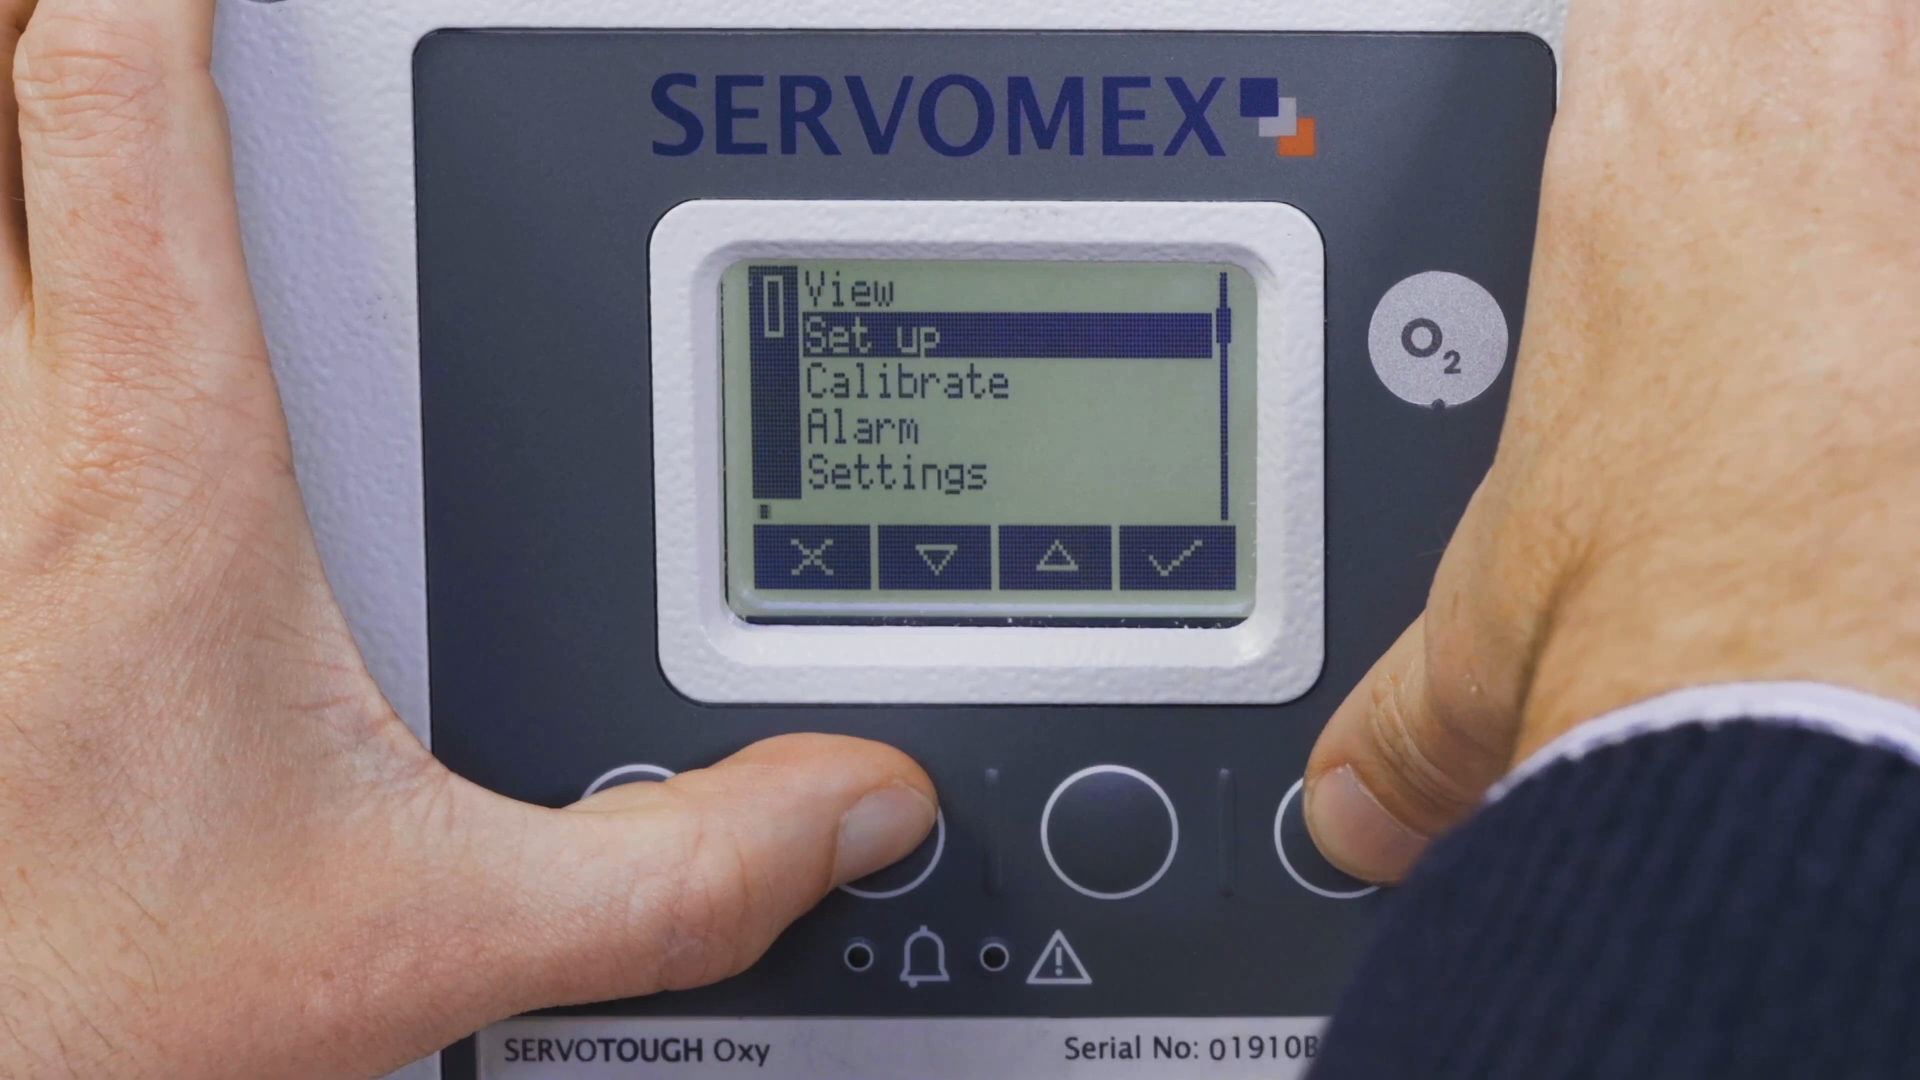 SERVOMEX
View
Set up
Calibrate
Alarm
Settings
O₂
SERVOTOUGH Oxy
Serial No: 01910B